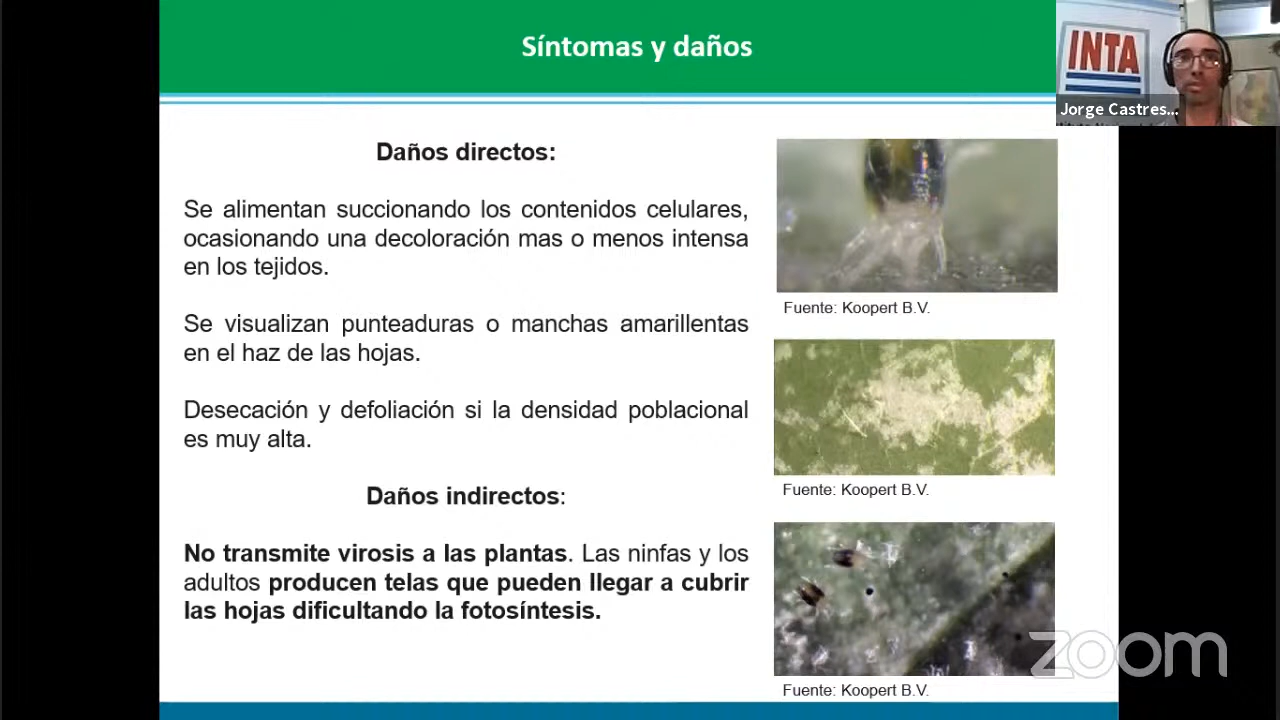 Síntomas y daños
INTA
Jorge Castres...
Daños directos:
Se alimentan succionando los contenidos celulares,
ocasionando una decoloración mas o menos intensa
en los tejidos.
Se visualizan punteaduras o manchas amarillentas
en el haz de las hojas.
Desecación y defoliación si la densidad poblacional
es muy alta.
Daños indirectos:
No transmite virosis a las plantas. Las ninfas y los
adultos producen telas que pueden llegar a cubrir
las hojas dificultando la fotosíntesis.
Fuente: Koopert B.V.
Fuente: Koopert B.V.
Fuente: Koopert B.V.
zoom